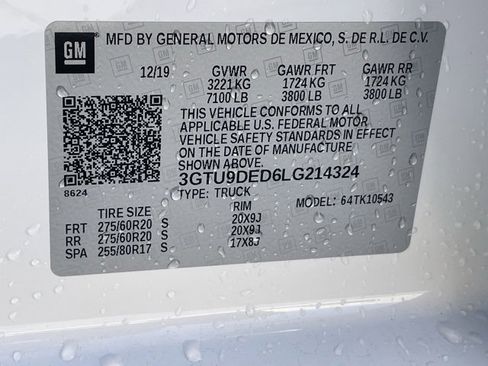 GM MFD BY GENERAL MOTORS DE MEXICO, S. DE R.L. DE C.V.
12/19 GVWR GAWR FRT GAWR RR
3221 KG 1724 KG 1724 KG
7100 LB 3800 LB 3800 LB
THIS VEHICLE CONFORMS TO ALL
APPLICABLE U.S. FEDERAL MOTOR
VEHICLE SAFETY STANDARDS IN EFFECT
ON THE DATE OF MANUFACTURE SHOWN ABOVE.
3GTU9DED6LG214324
8624 TYPE: TRUCK
TIRE SIZE RIM MODEL: 64TK10543
FRT 275/60R20 S 20X9J
RR 275/60R20 S 20X9J
SPA 255/80R17 S 17X8J